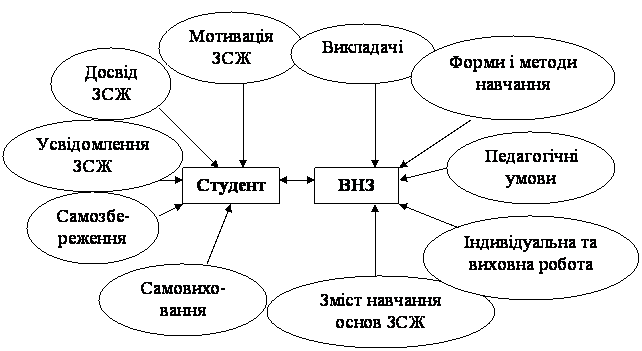 Мотивація
ЗСЖ
Викладачі
Форми і методи
навчання
Досвід
ЗСЖ
Усвідомлення
ЗСЖ
Педагогічні
умови
Студент
ВНЗ
Самозбе-
реження
Індивідуальна та
виховна робота
Самовихо-
вання
Зміст навчання
основ ЗСЖ